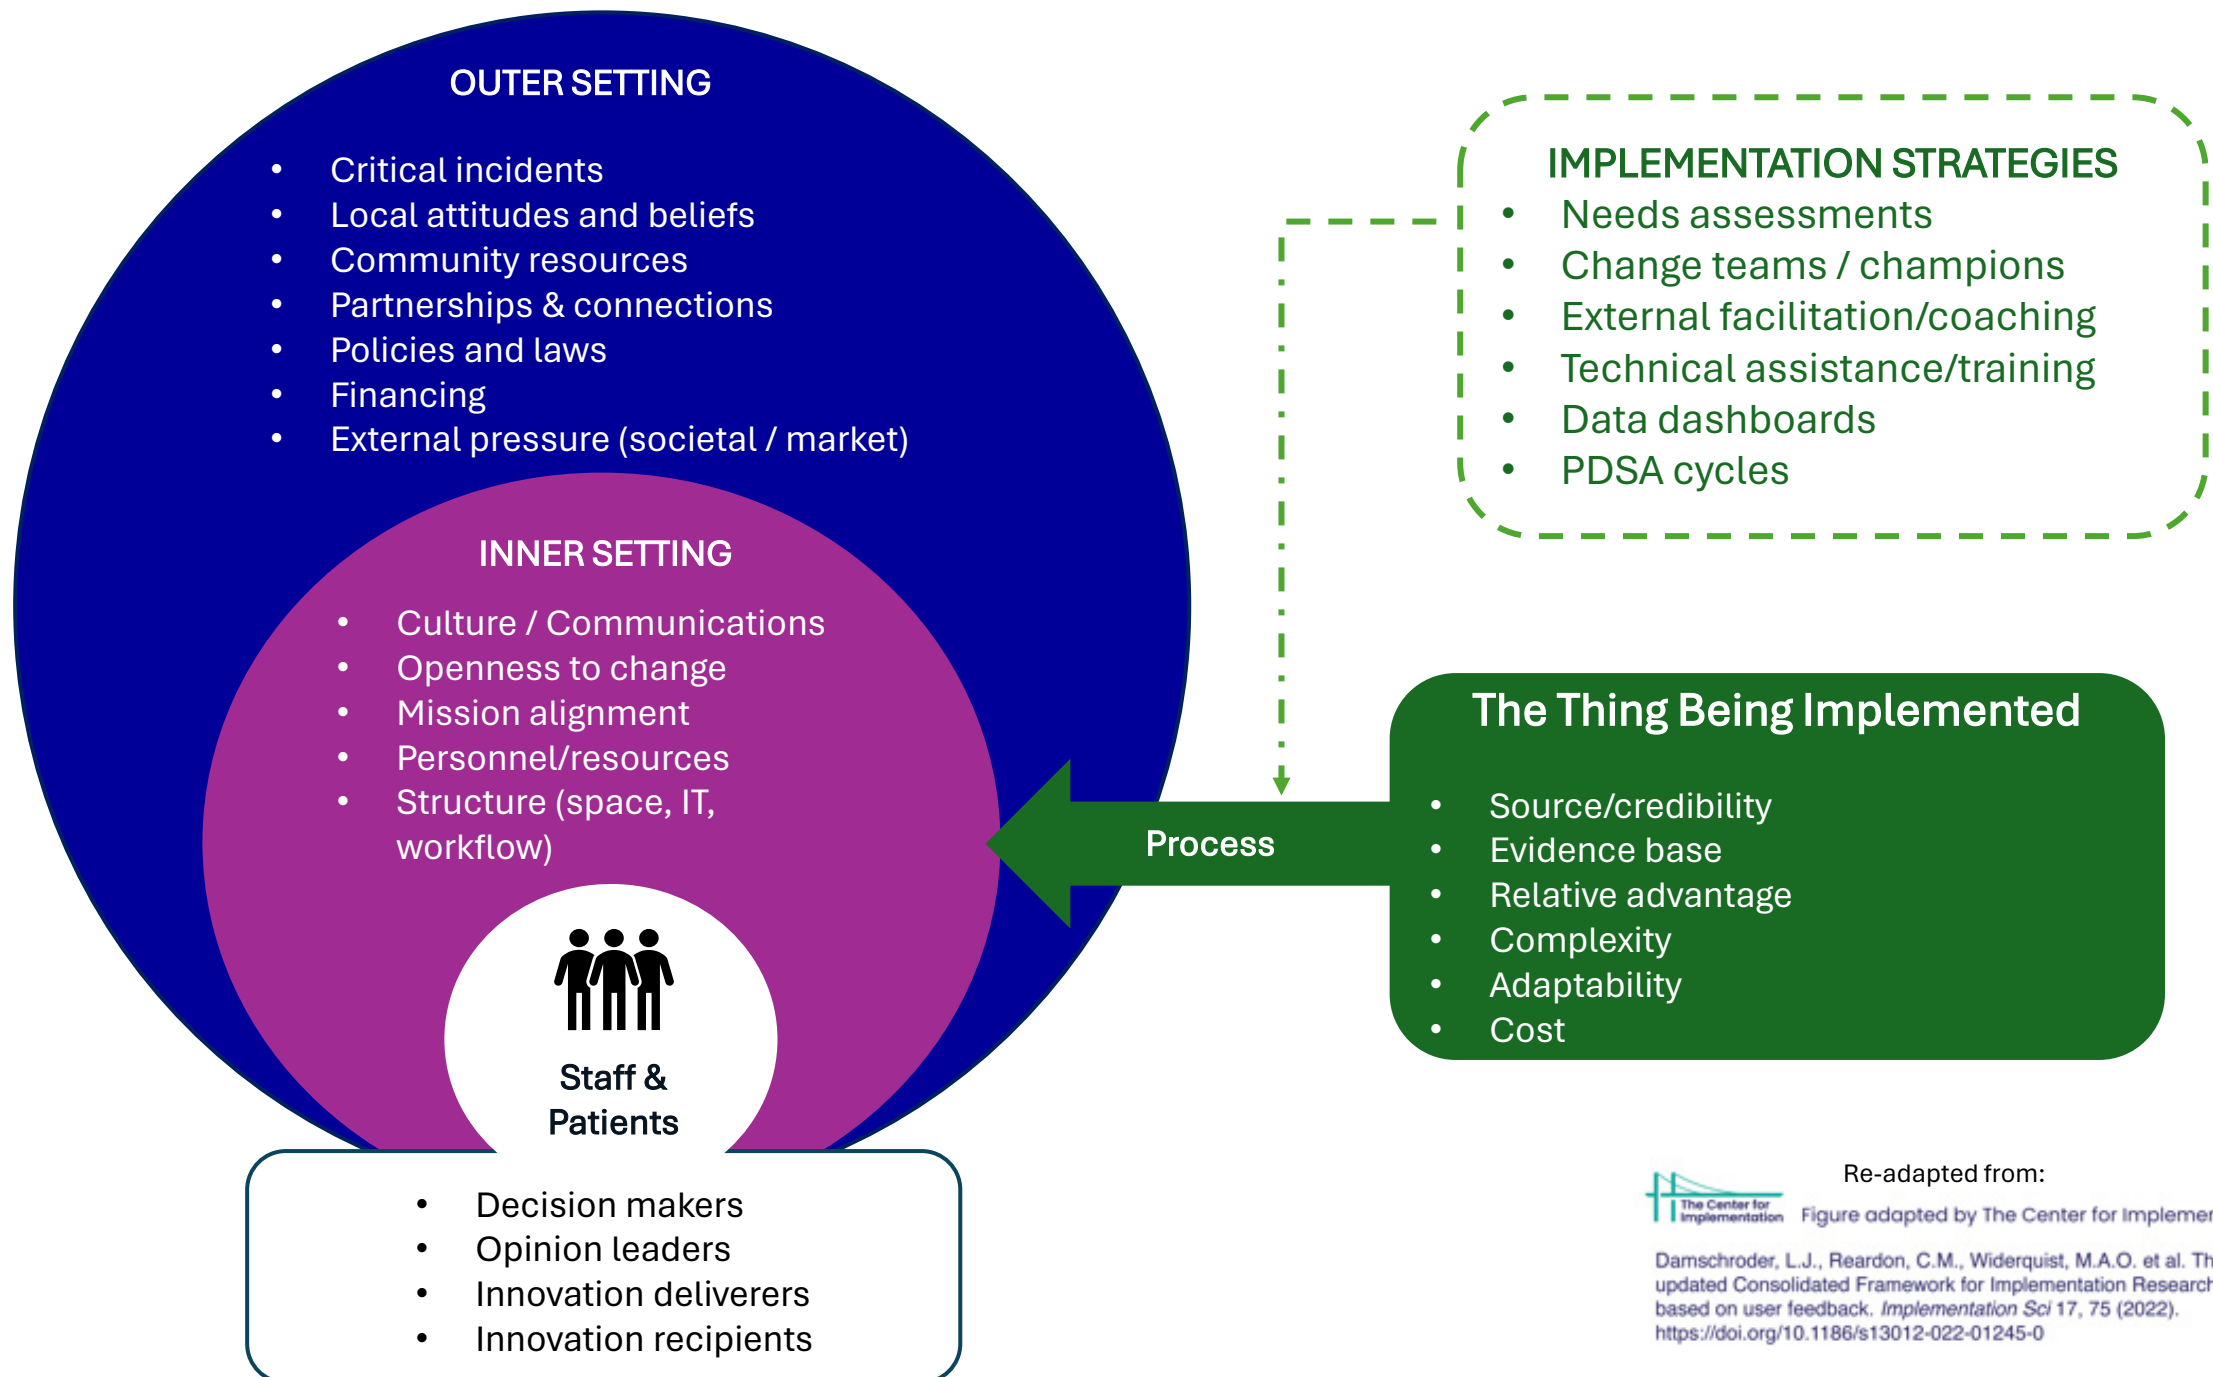 OUTER SETTING
• Critical incidents
• Local attitudes and beliefs
• Community resources
• Partnerships & connections
• Policies and laws
• Financing
• External pressure (societal / market)
INNER SETTING
• Culture / Communications
• Openness to change
• Mission alignment
• Personnel/resources
• Structure (space, IT,
workflow)
Staff &
Patients
• Decision makers
• Opinion leaders
• Innovation deliverers
• Innovation recipients
IMPLEMENTATION STRATEGIES
• Needs assessments
• Change teams / champions
• External facilitation/coaching
• Technical assistance/training
• Data dashboards
• PDSA cycles
Process
The Thing Being Implemented
• Source/credibility
• Evidence base
• Relative advantage
• Complexity
• Adaptability
• Cost
Re-adapted from:
The Center for
Implementation
Figure adapted by The Center for Implemen
Damschroder, L.J., Reardon, C.M., Widerquist, M.A.O. et al. Th
updated Consolidated Framework for Implementation Research
based on user feedback. Implementation Sci 17, 75 (2022).
https://doi.org/10.1186/s13012-022-01245-0